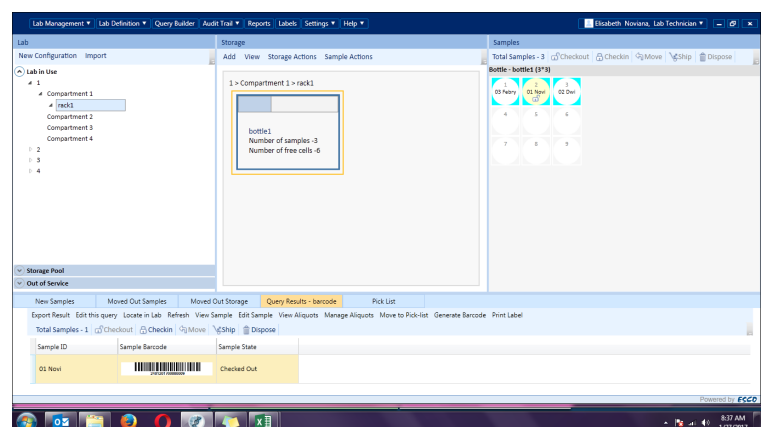 Lab Management ▼ Lab Definition ▼ Query Builder Audit Trail ▼ Reports Labels Settings ▼ Help ▼ Elisabeth Noviana, Lab Technician ▼
Lab
New Configuration Import
Lab in Use
1
Compartment 1
rack1
Compartment 2
Compartment 3
Compartment 4
2
3
4
Storage Pool
Out of Service
Storage
Add View Storage Actions Sample Actions
1 > Compartment 1 > rack1
bottle1
Number of samples -3
Number of free cells -6
Samples
Total Samples - 3 Checkout Checkin Move Ship Dispose
Bottle - bottle1 (3*3)
1 2 3
03 Febry 01 Novi 02 Dwi
4 5 6
7 8 9
New Samples Moved Out Samples Moved Out Storage Query Results - barcode Pick List
Export Result Edit this query Locate in Lab Refresh View Sample Edit Sample View Aliquots Manage Aliquots Move to Pick-list Generate Barcode Print Label
Total Samples - 1 Checkout Checkin Move Ship Dispose
Sample ID Sample Barcode Sample State
01 Novi Checked Out
Powered by ESCO
8:37 AM
1/27/2017